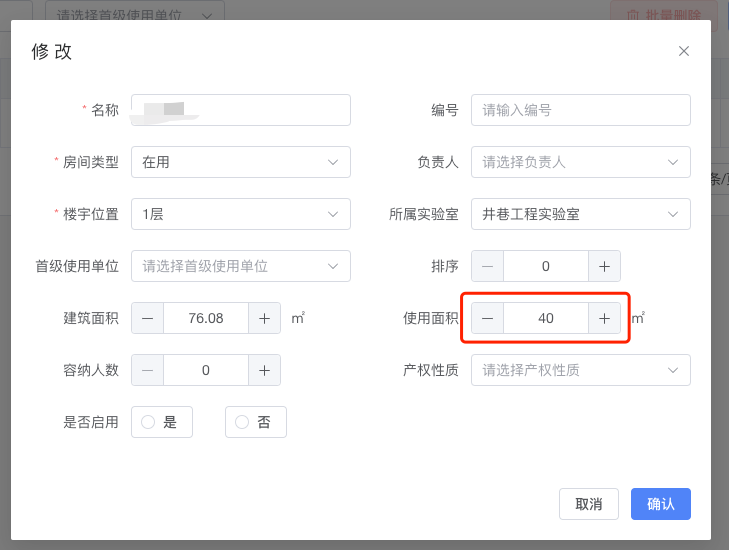 请选择首级使用单位 批量删除
修 改
* 名称 编号 请输入编号
* 房间类型 在用 负责人 请选择负责人
条/
* 楼宇位置 1层 所属实验室 井巷工程实验室
首级使用单位 请选择首级使用单位 排序 0
建筑面积 76.08 ㎡ 使用面积 40 ㎡
容纳人数 0 产权性质 请选择产权性质
是否启用 是 否
取消 确认